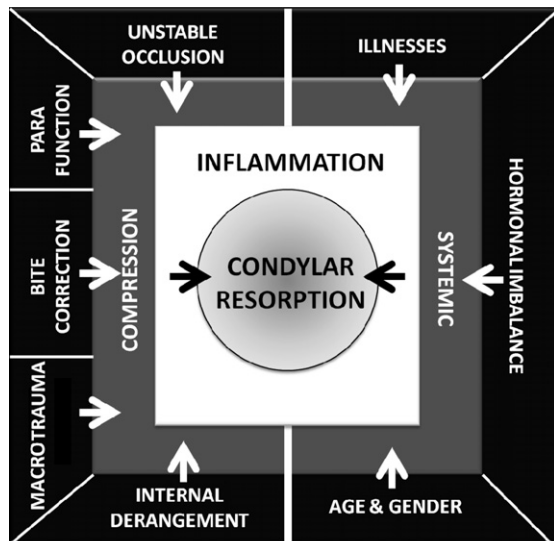 UNSTABLE
OCCLUSION
ILLNESSES
PARA
FUNCTION
BITE
CORRECTION
MACROTRAUMA
COMPRESSION
INFLAMMATION
CONDYLAR
RESORPTION
SYSTEMIC
HORMONAL IMBALANCE
INTERNAL
DERANGEMENT
AGE & GENDER